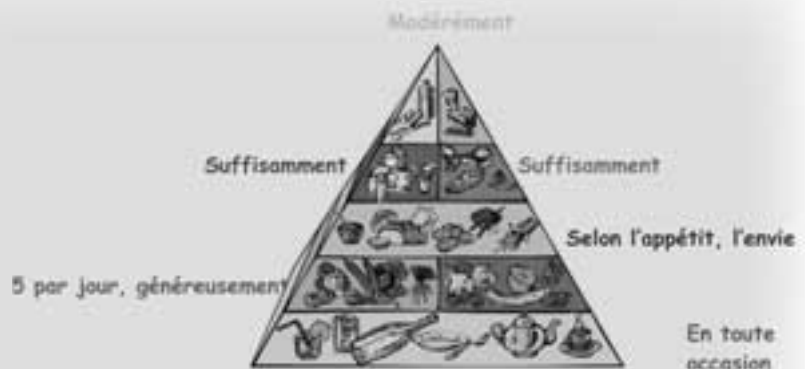 Modérément
Suffisamment
Suffisamment
Selon l'appétit, l'envie
5 par jour, généreusement
En toute
occasion